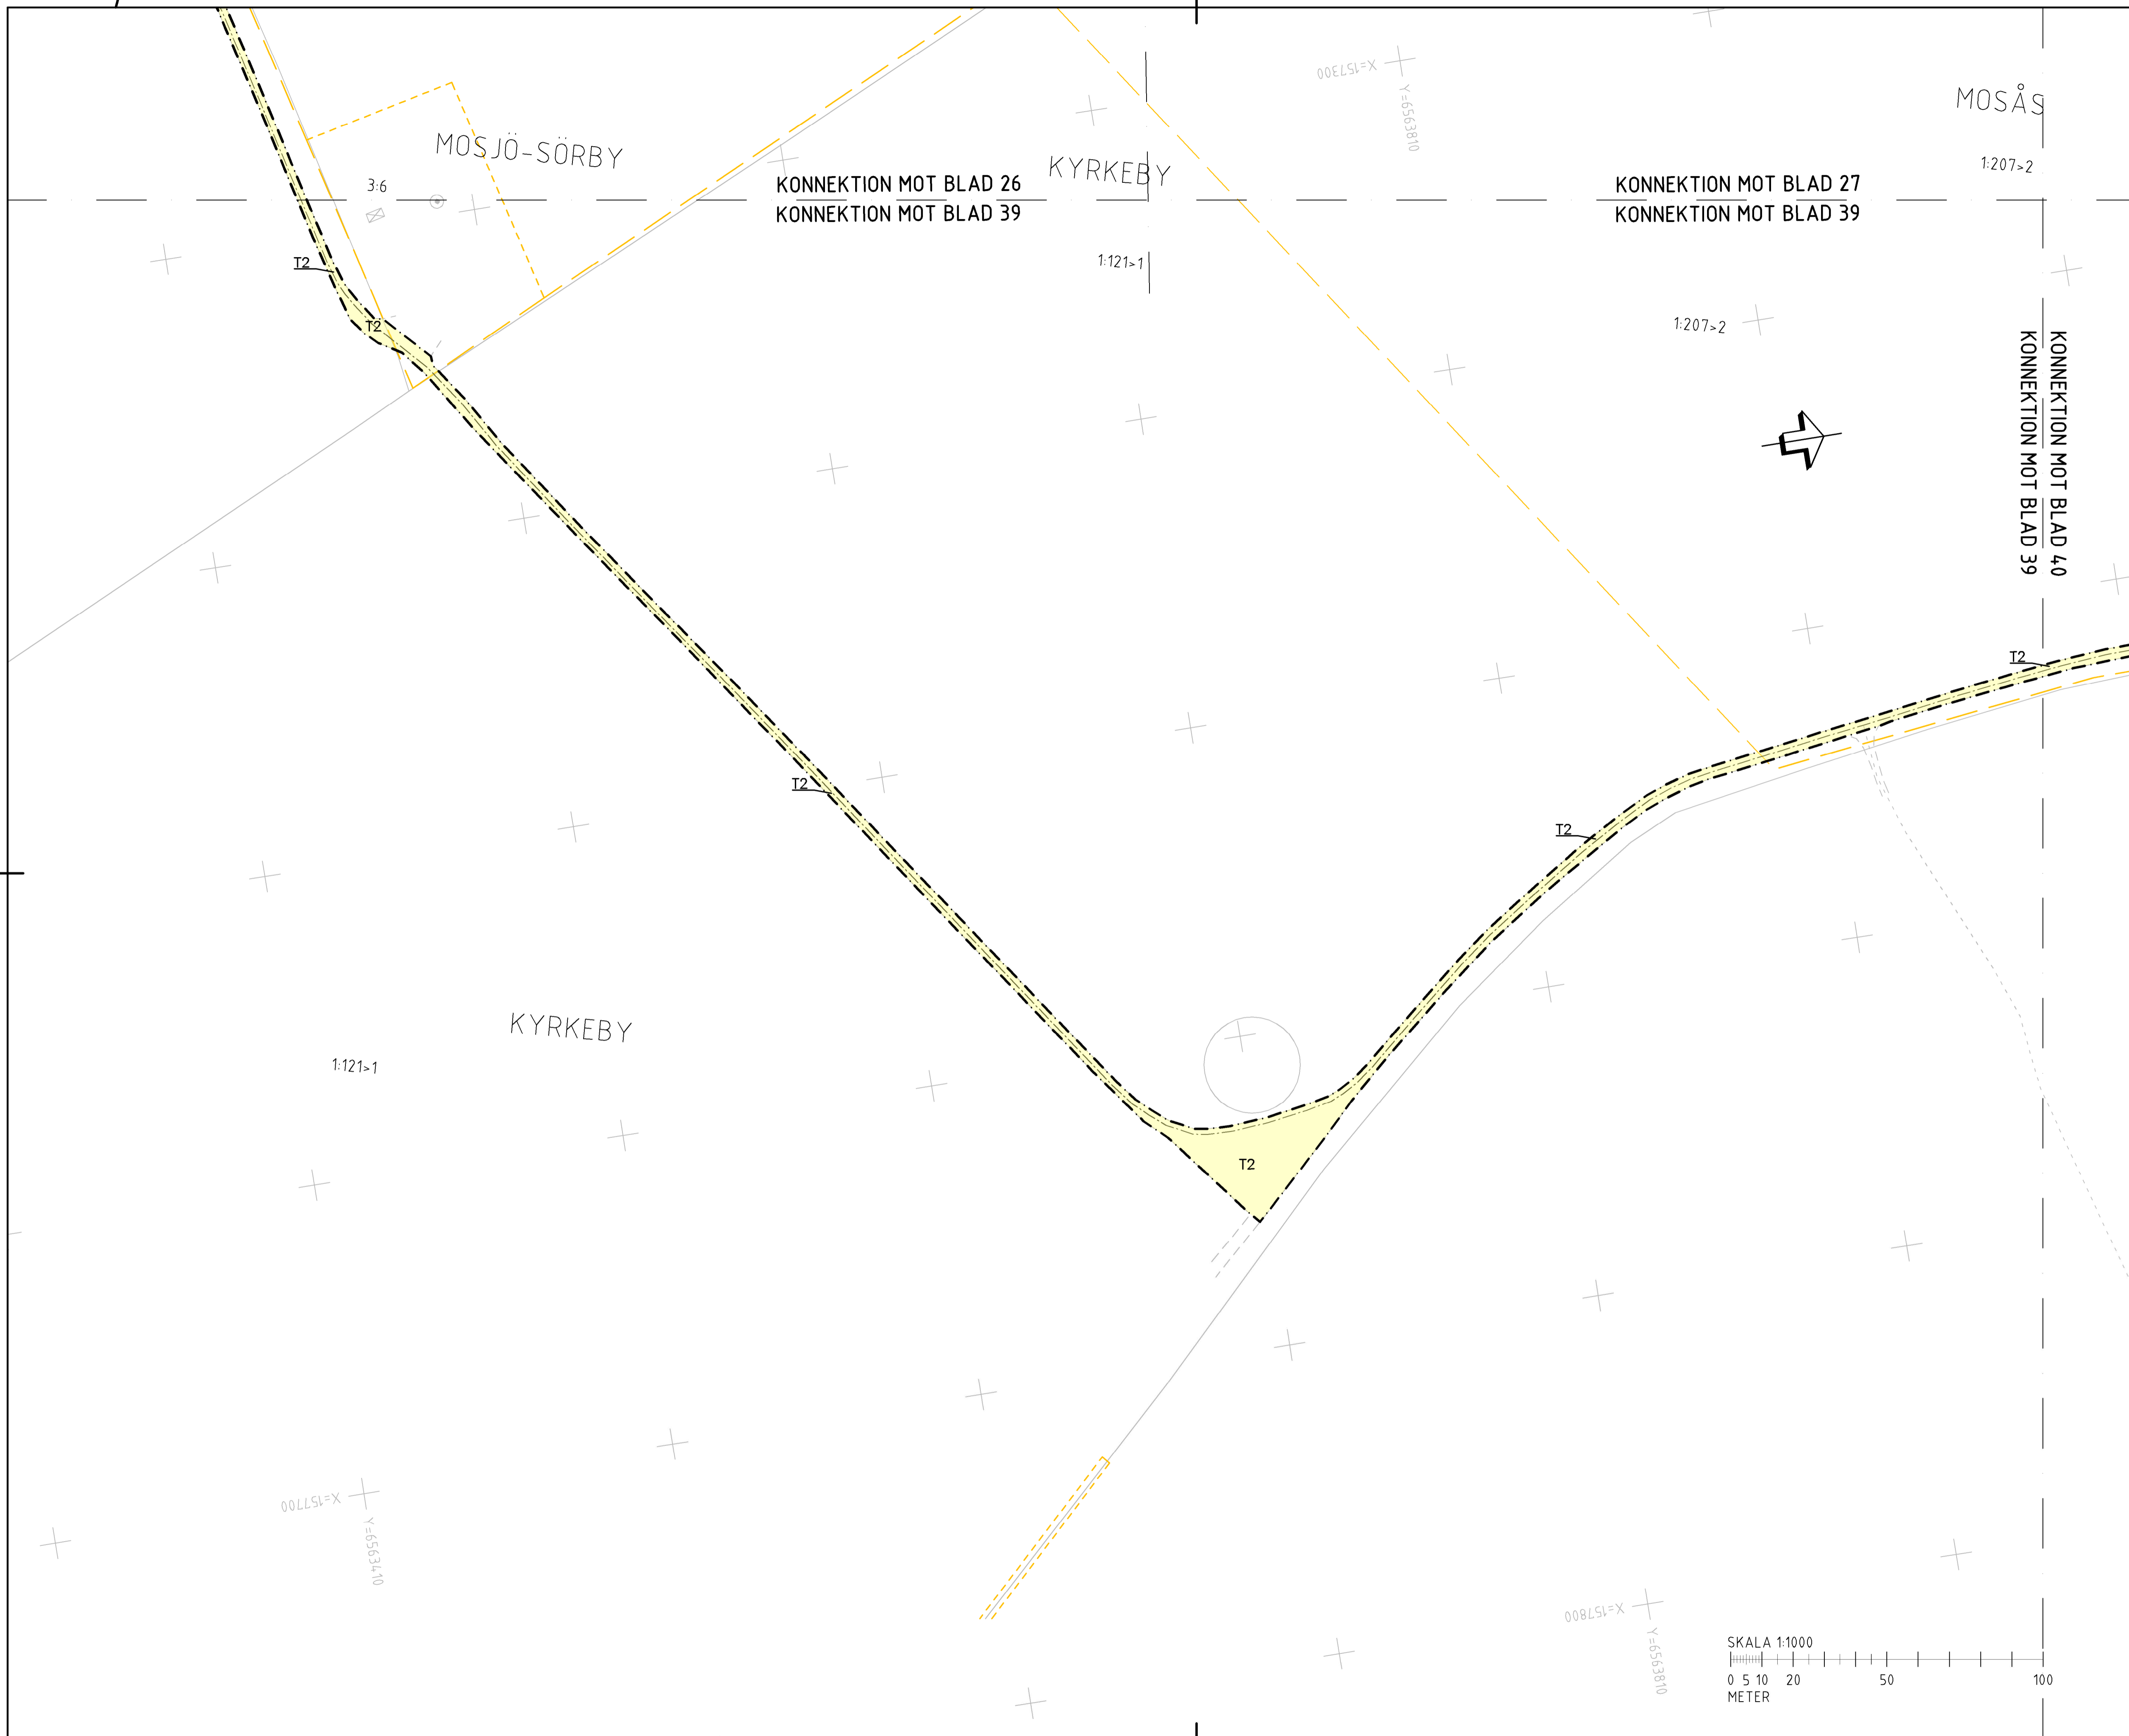 X=157300
Y=6563810
MOSÅS
1:207>2
MOSJÖ-SÖRBY
3:6
KYRKEBY
KONNEKTION MOT BLAD 26
KONNEKTION MOT BLAD 39
KONNEKTION MOT BLAD 27
KONNEKTION MOT BLAD 39
1:121>1
T2
T2
1:207>2
KONNEKTION MOT BLAD 40
KONNEKTION MOT BLAD 39
T2
T2
T2
KYRKEBY
1:121>1
T2
X=157700
Y=6563410
X=157800
Y=6563810
SKALA 1:1000
0 5 10 20 50 100
METER